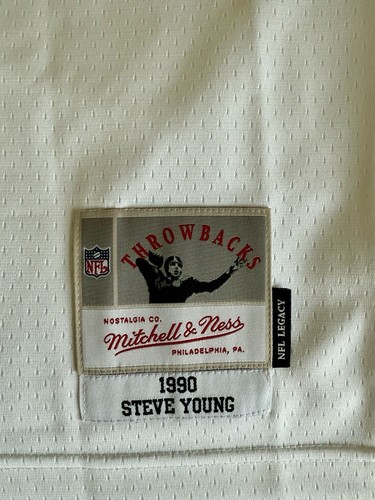 THROWBACKS
NFL
NOSTALGIA CO.
Mitchell & Ness
PHILADELPHIA, PA.
NFL LEGACY
1990
STEVE YOUNG